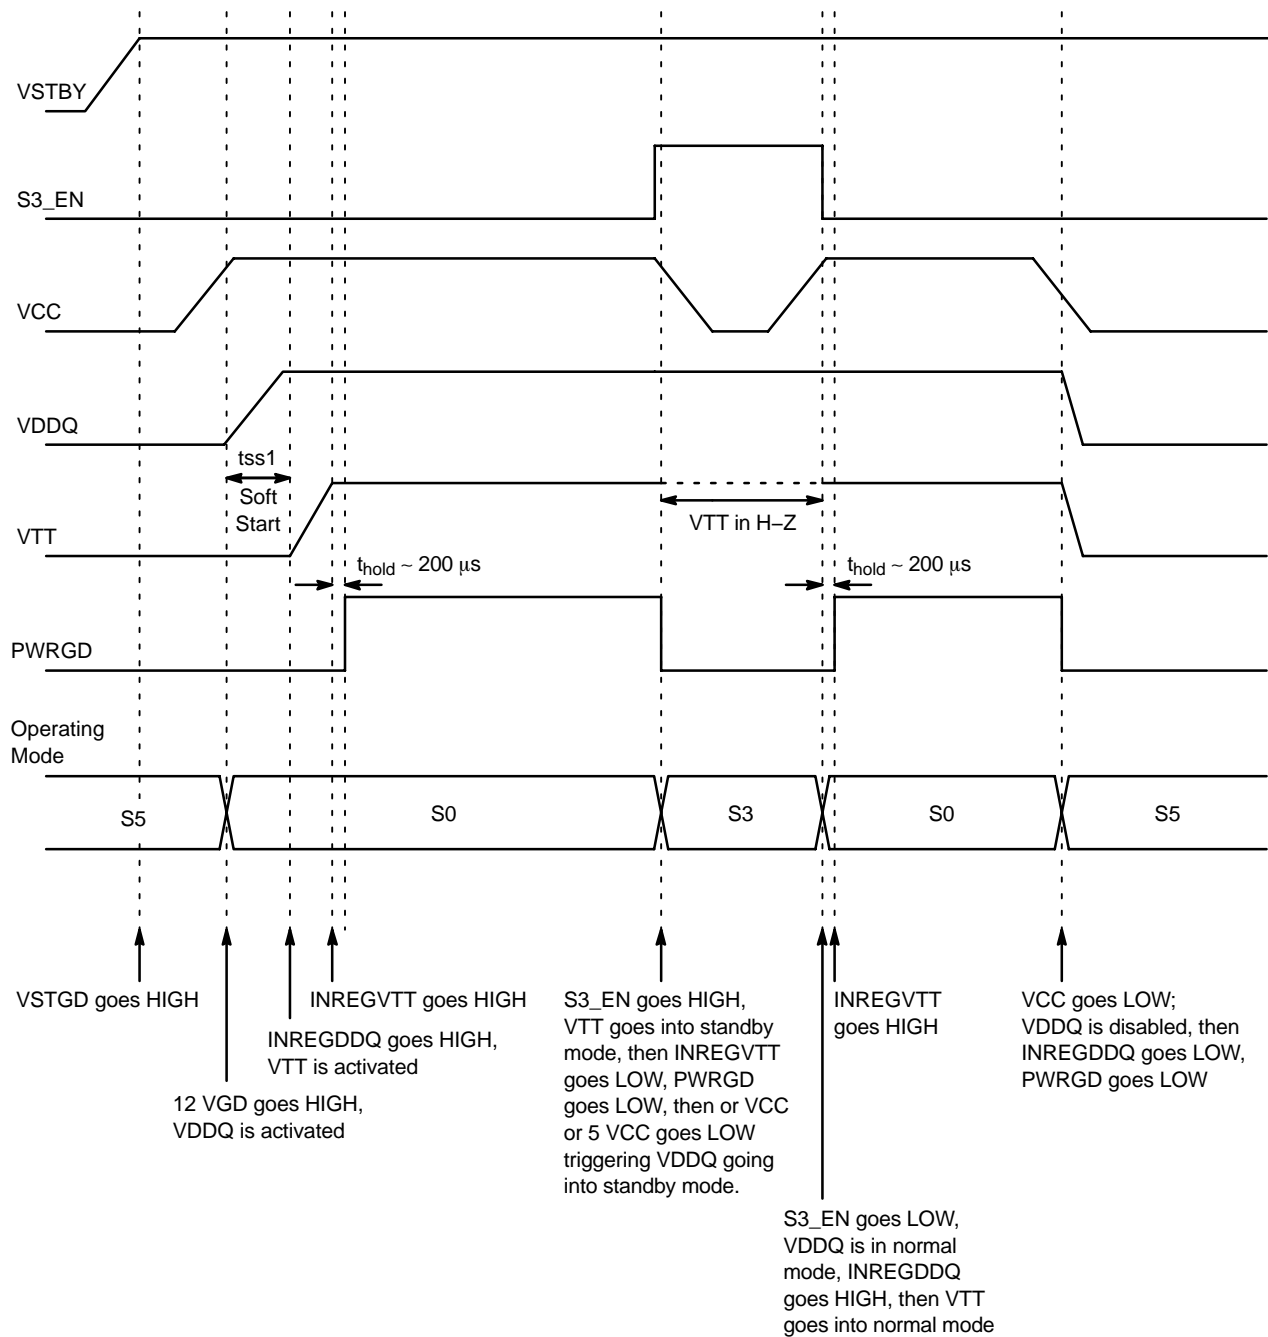 VSTBY
S3_EN
VCC
VDDQ
tss1
Soft
Start
VTT in H–Z
VTT
thold ~ 200 μs
thold ~ 200 μs
PWRGD
Operating
Mode
S5
S0
S3
S0
S5
VSTGD goes HIGH
12 VGD goes HIGH,
VDDQ is activated
INREGDDQ goes HIGH,
VTT is activated
INREGVTT goes HIGH
S3_EN goes HIGH,
VTT goes into standby
mode, then INREGVTT
goes LOW, PWRGD
goes LOW, then or VCC
or 5 VCC goes LOW
triggering VDDQ going
into standby mode.
S3_EN goes LOW,
VDDQ is in normal
mode, INREGDDQ
goes HIGH, then VTT
goes into normal mode
INREGVTT
goes HIGH
VCC goes LOW;
VDDQ is disabled, then
INREGDDQ goes LOW,
PWRGD goes LOW